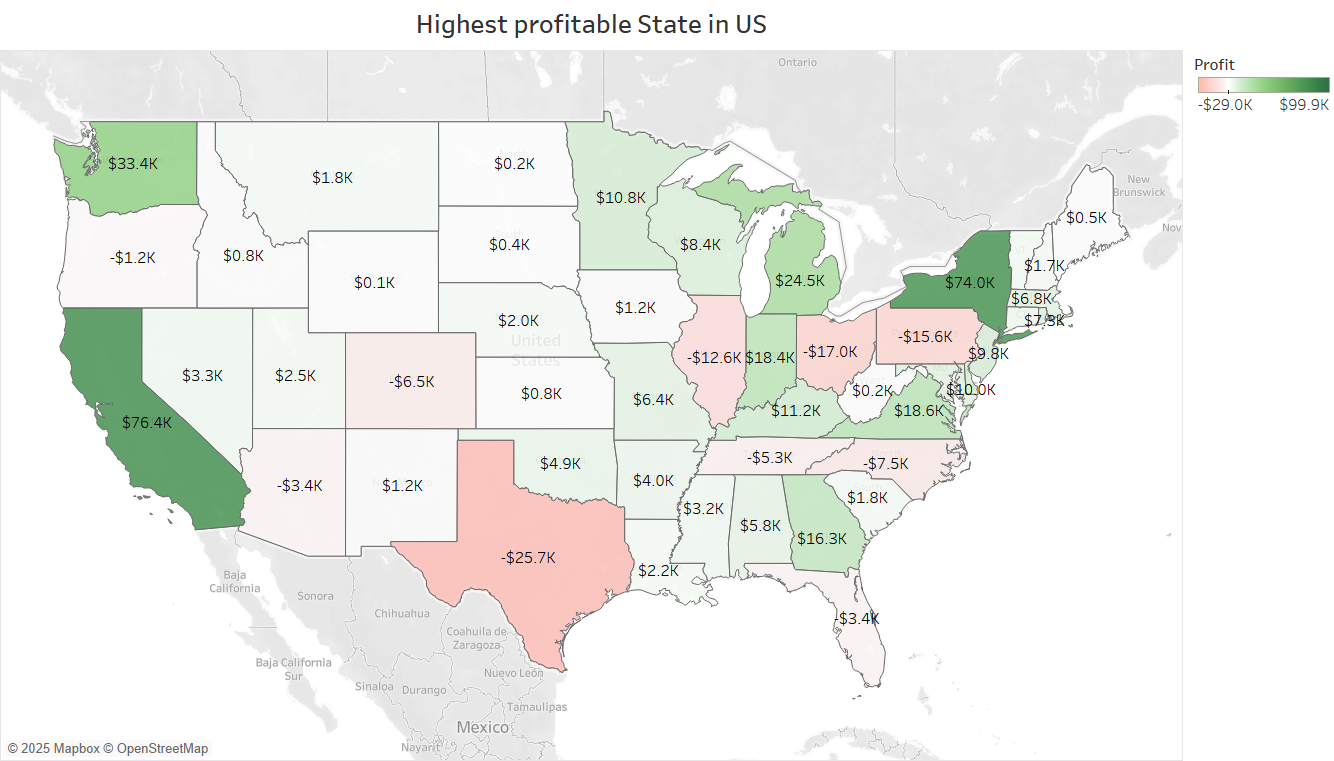 Highest profitable State in US
Profit
-$29.0K $99.9K
Ontario
New
Brunswick
Nov
$33.4K
$1.8K
$0.2K
$10.8K
$0.5K
-$1.2K
$0.8K
$0.1K
$0.4K
$8.4K
$24.5K
$74.0K
$1.7K
$6.8K
$7.3K
$2.0K
$1.2K
United
States
-$12.6K
$18.4K
-$17.0K
-$15.6K
$9.8K
$76.4K
$3.3K
$2.5K
-$6.5K
$0.8K
$6.4K
$11.2K
$0.2K
$18.6K
$10.0K
-$3.4K
$1.2K
$4.9K
$4.0K
-$5.3K
-$7.5K
$1.8K
-$25.7K
$2.2K
$3.2K
$5.8K
$16.3K
-$3.4K
Baja
California
Sonora
Chihuahua
Coahuila de
Zaragoza
Baja California
Sur
Sinaloa
Durango
Nuevo León
Tamaulipas
Mexico
Nayarit
© 2025 Mapbox © OpenStreetMap